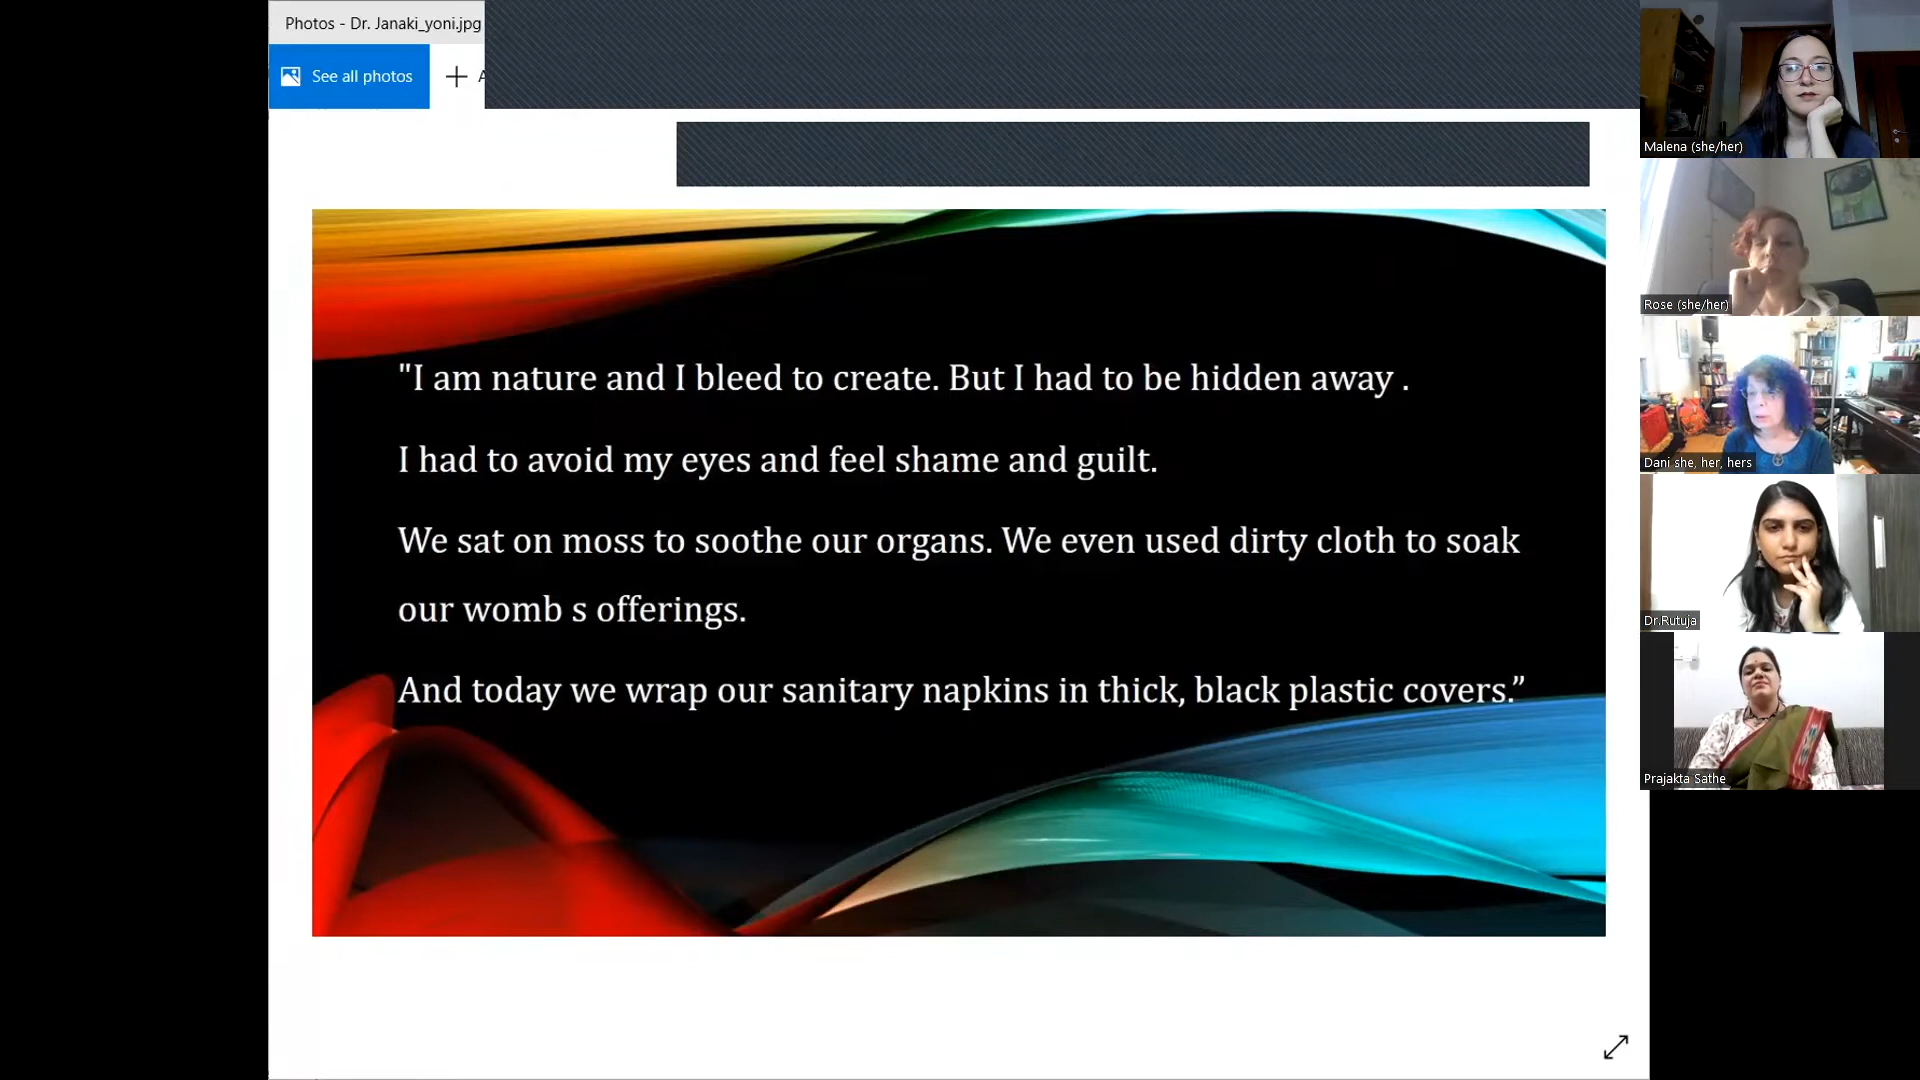 Photos - Dr. Janaki_yoni.jpg
See all photos
"I am nature and I bleed to create. But I had to be hidden away .
I had to avoid my eyes and feel shame and guilt.
We sat on moss to soothe our organs. We even used dirty cloth to soak
our womb s offerings.
And today we wrap our sanitary napkins in thick, black plastic covers.”
Malena (she/her)
Rose (she/her)
Dani she, her, hers
Dr.Rutuja
Prajakta Sathe